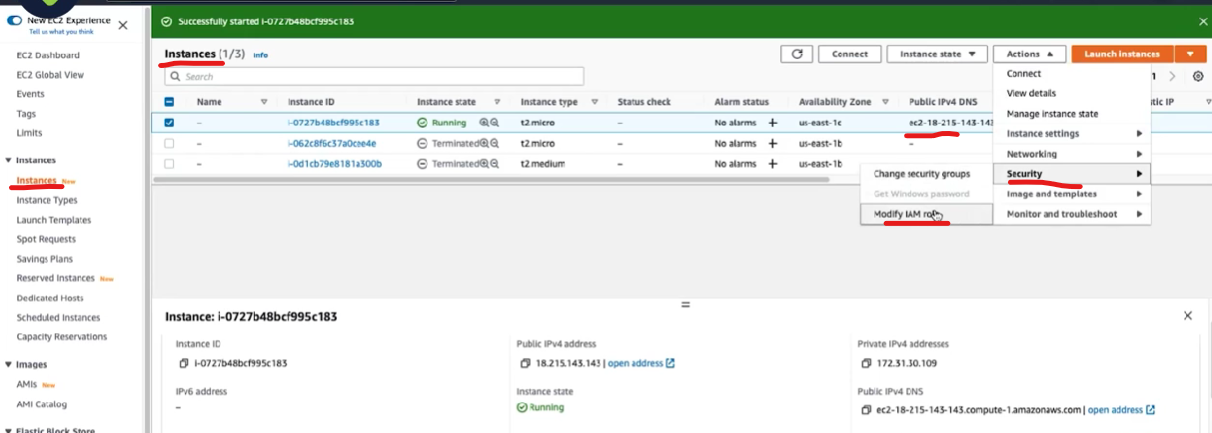 New EC2 Experience
Tell us what you think
EC2 Dashboard
EC2 Global View
Events
Tags
Limits
Instances
Instances New
Instance Types
Launch Templates
Spot Requests
Savings Plans
Reserved Instances New
Dedicated Hosts
Scheduled Instances
Capacity Reservations
Images
AMIs New
AMI Catalog
Elastic Block Store
Successfully started i-0727b48bcf995c183
Instances (1/3) Info
Connect Instance state Actions Launch instances
Search
1
Name Instance ID Instance state Instance type Status check Alarm status Availability Zone Public IPv4 DNS tic IP
– i-0727b48bcf995c183 Running t2.micro – No alarms + us-east-1c ec2-18-215-143-143
– i-062c8f6c37a0cee4e Terminated t2.micro – No alarms + us-east-1b –
– i-0d1cb79e8181a300b Terminated t2.medium – No alarms + us-east-1b
Connect
View details
Manage instance state
Instance settings
Networking
Security
Image and templates
Monitor and troubleshoot
Change security groups
Get Windows password
Modify IAM role
Instance: i-0727b48bcf995c183
Instance ID Public IPv4 address Private IPv4 addresses
i-0727b48bcf995c183 18.215.143.143 | open address 172.31.30.109
IPv6 address Instance state Public IPv4 DNS
– Running ec2-18-215-143-143.compute-1.amazonaws.com | open address